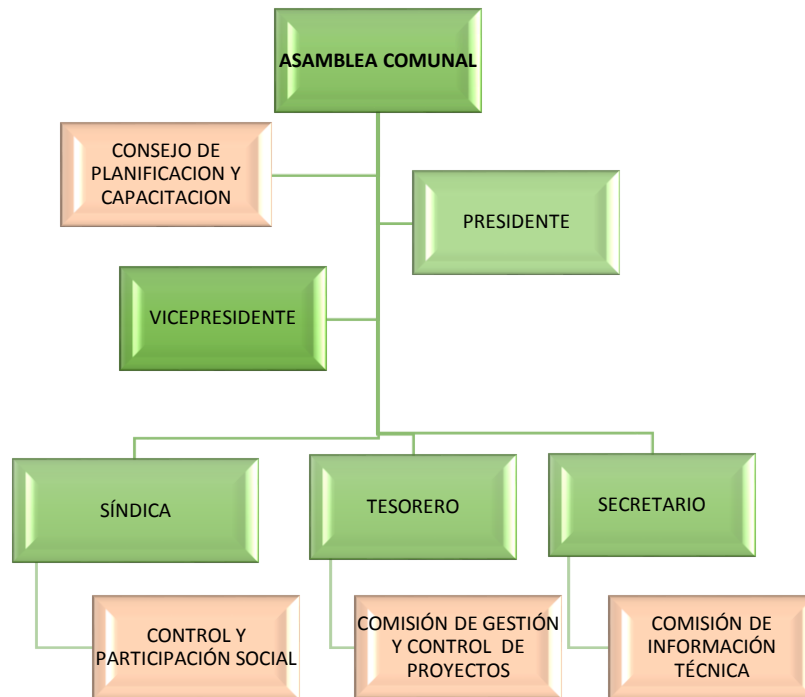 ASAMBLEA COMUNAL
CONSEJO DE
PLANIFICACION Y
CAPACITACION
PRESIDENTE
VICEPRESIDENTE
SÍNDICA
TESORERO
SECRETARIO
CONTROL Y
PARTICIPACIÓN SOCIAL
COMISIÓN DE GESTIÓN
Y CONTROL DE
PROYECTOS
COMISIÓN DE
INFORMACIÓN
TÉCNICA